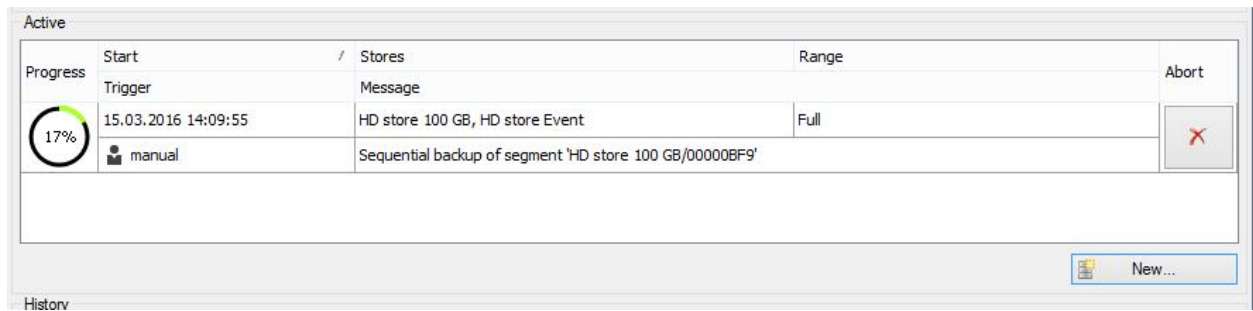 Active
Progress
Start / Stores Range
Abort
Trigger Message
17%
15.03.2016 14:09:55 HD store 100 GB, HD store Event Full
manual Sequential backup of segment 'HD store 100 GB/00000BF9'
New...
History